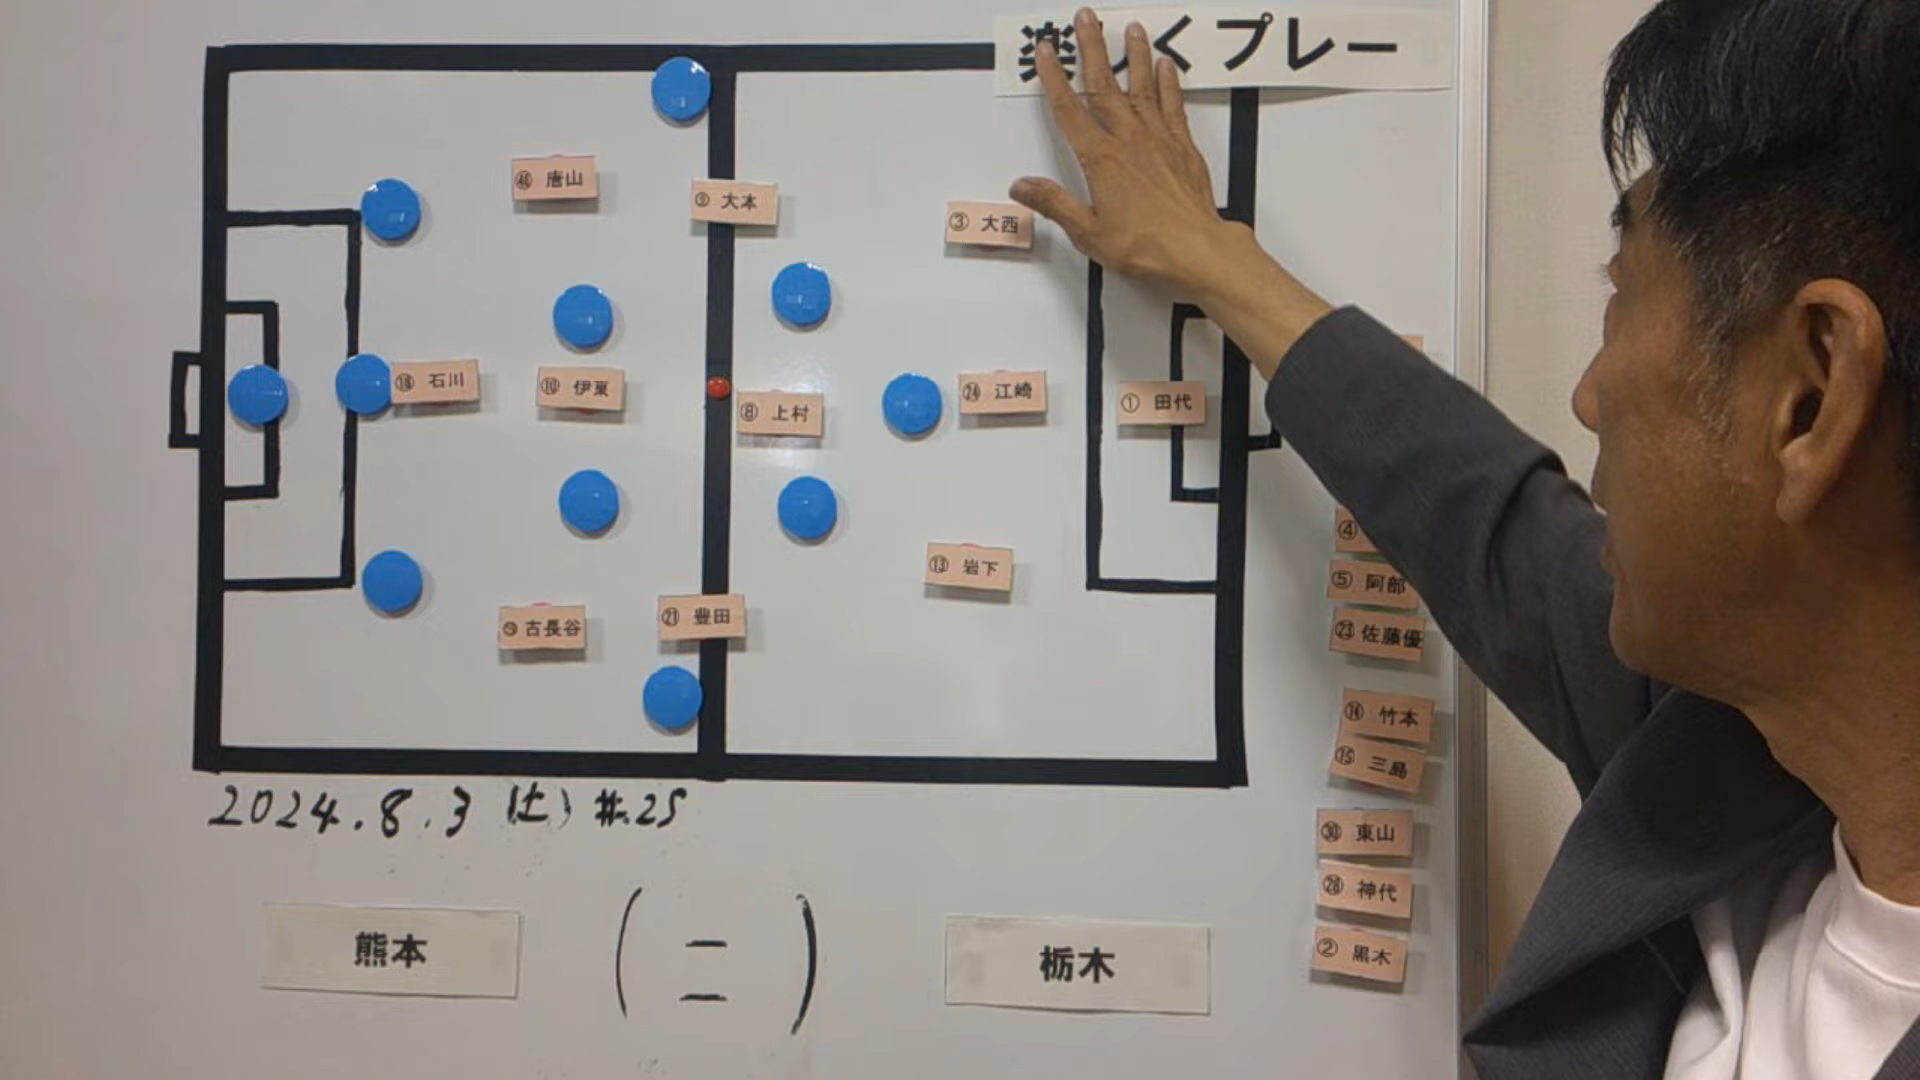 楽しくプレー
㊻ 唐山
⑨ 大本
③ 大西
⑯ 石川
⑩ 伊東
⑧ 上村
㉔ 江崎
① 田代
⑬ 岩下
古長谷
㉑ 豊田
④
⑤ 阿部
㉓ 佐藤優
⑭ 竹本
⑮ 三島
㉚ 東山
㉘ 神代
② 黒木
2024.8.3(土) #.25
熊本 ( = ) 栃木